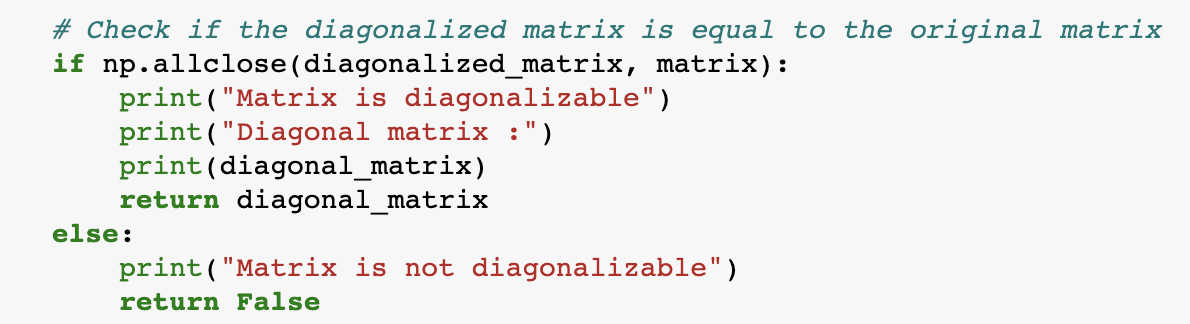 # Check if the diagonalized matrix is equal to the original matrix
if np.allclose(diagonalized_matrix, matrix):
    print("Matrix is diagonalizable")
    print("Diagonal matrix :")
    print(diagonal_matrix)
    return diagonal_matrix
else:
    print("Matrix is not diagonalizable")
    return False